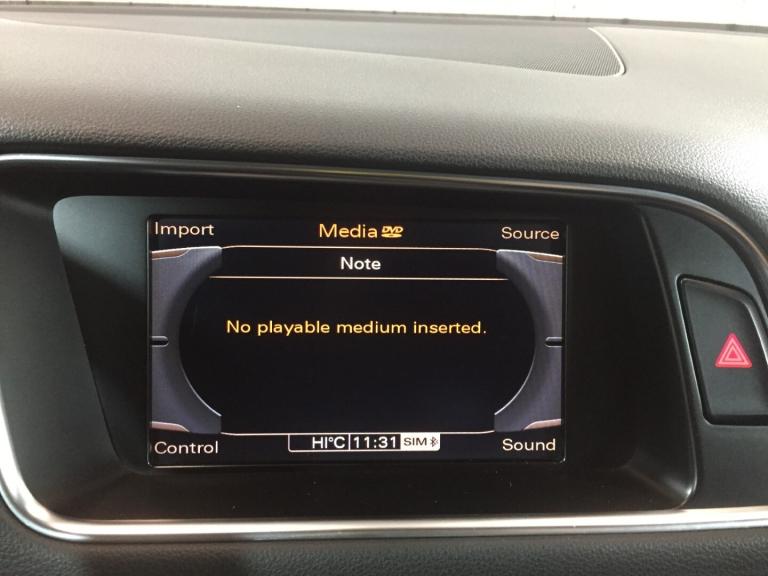 Import Media DVD Source
Note
No playable medium inserted.
Control HI°C 11:31 SIM Sound